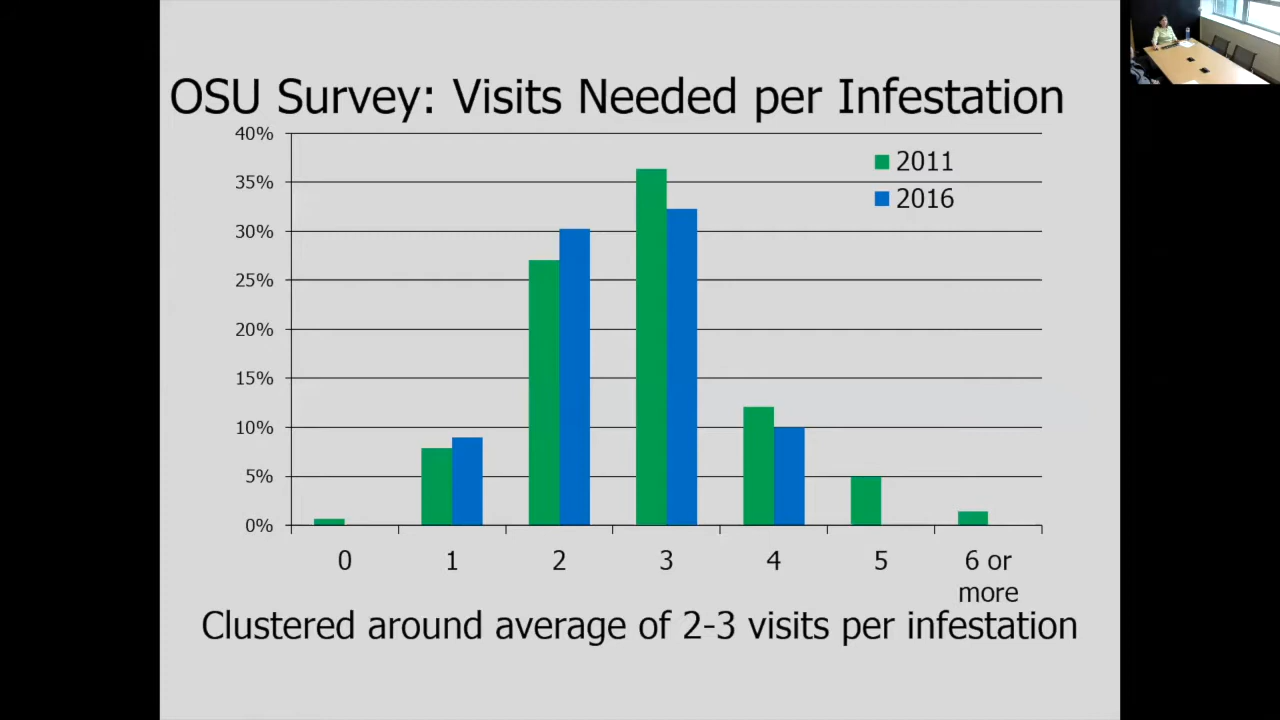 OSU Survey: Visits Needed per Infestation
40%
35%
30%
25%
20%
15%
10%
5%
0%
2011
2016
0 1 2 3 4 5 6 or
more
Clustered around average of 2-3 visits per infestation